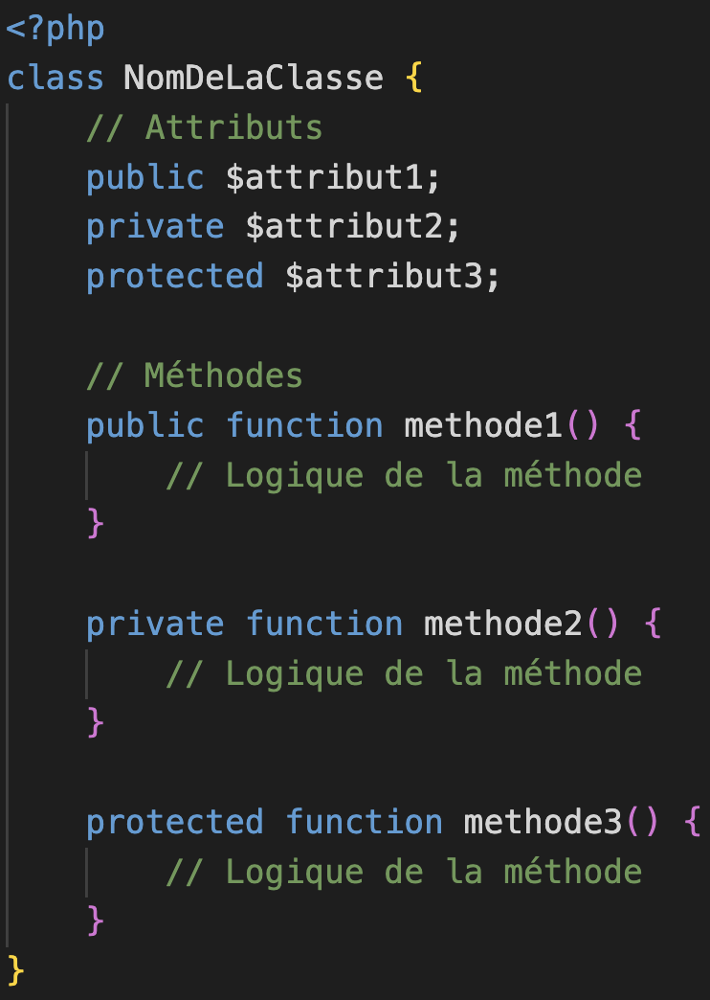 <?php
class NomDeLaClasse {
    // Attributs
    public $attribut1;
    private $attribut2;
    protected $attribut3;

    // Méthodes
    public function methode1() {
        // Logique de la méthode
    }

    private function methode2() {
        // Logique de la méthode
    }

    protected function methode3() {
        // Logique de la méthode
    }
}